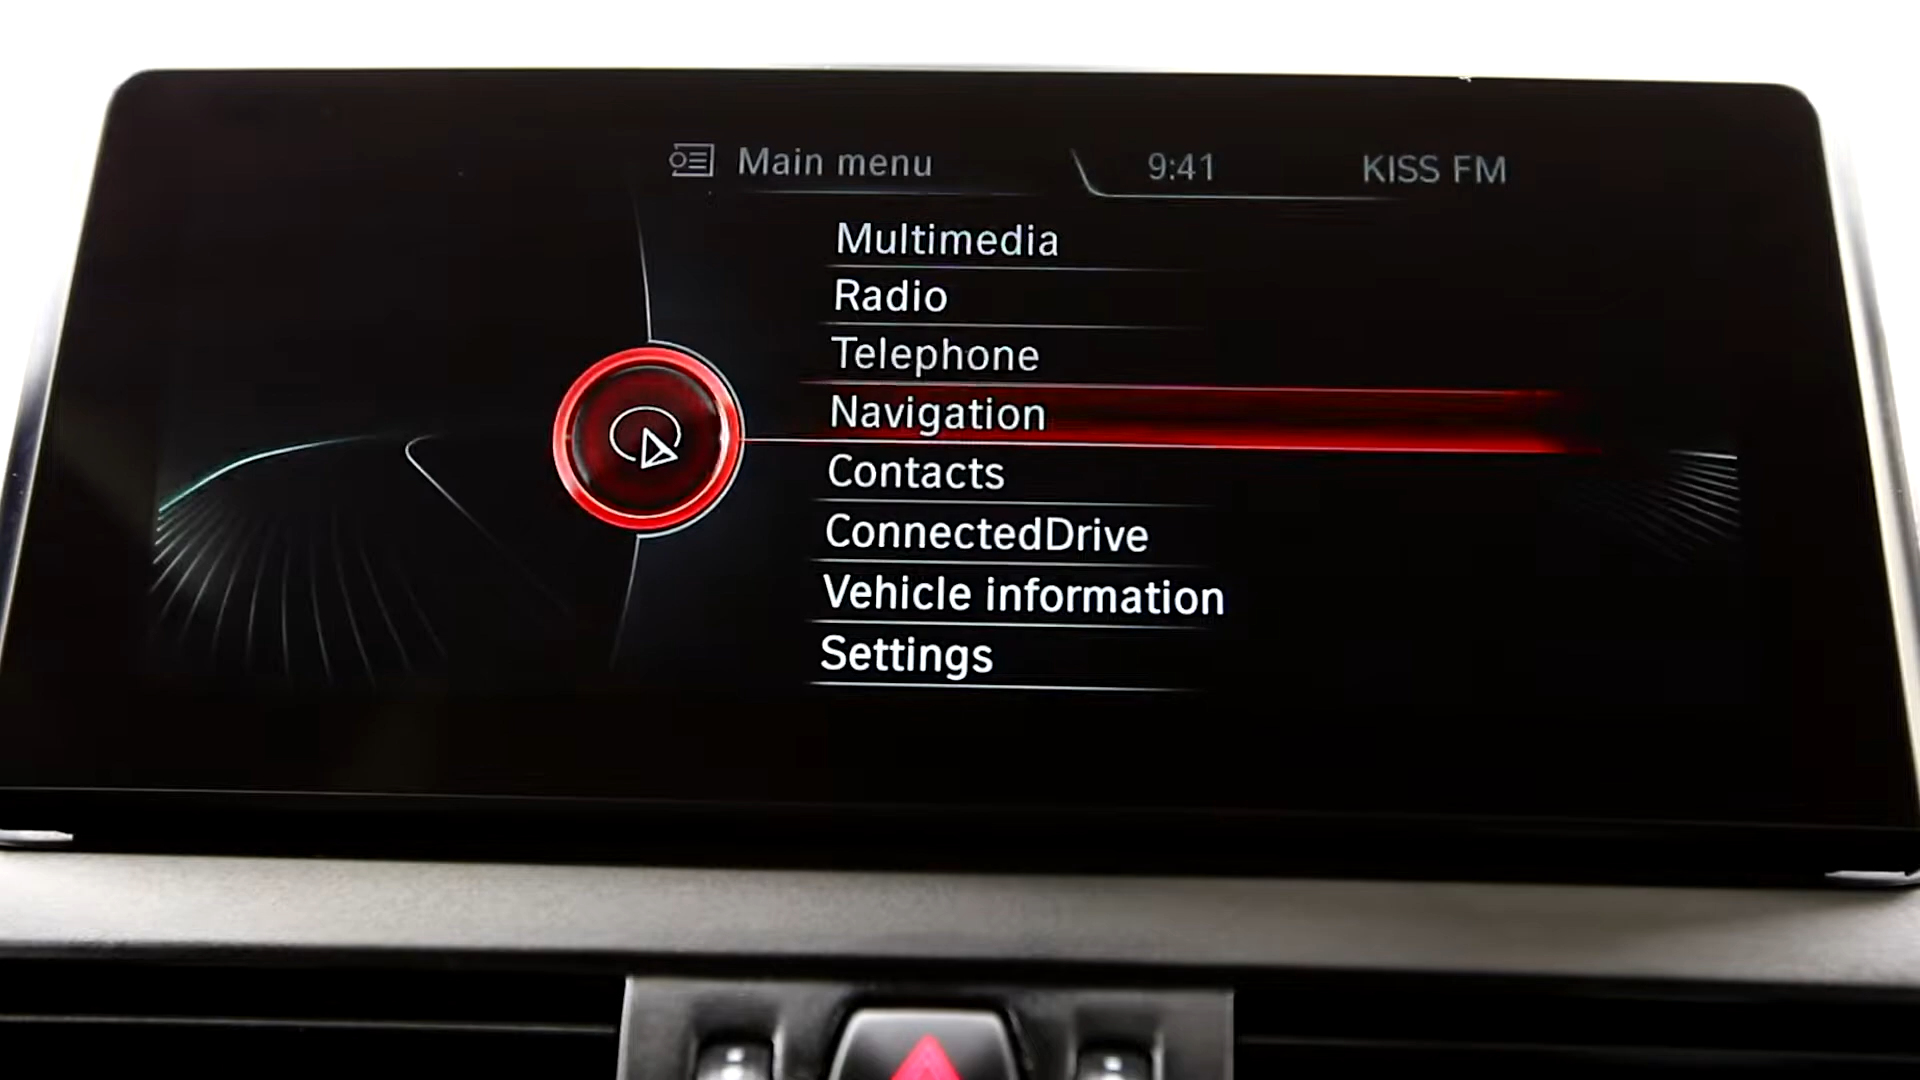 Main menu
9:41
KISS FM
Multimedia
Radio
Telephone
Navigation
Contacts
ConnectedDrive
Vehicle information
Settings